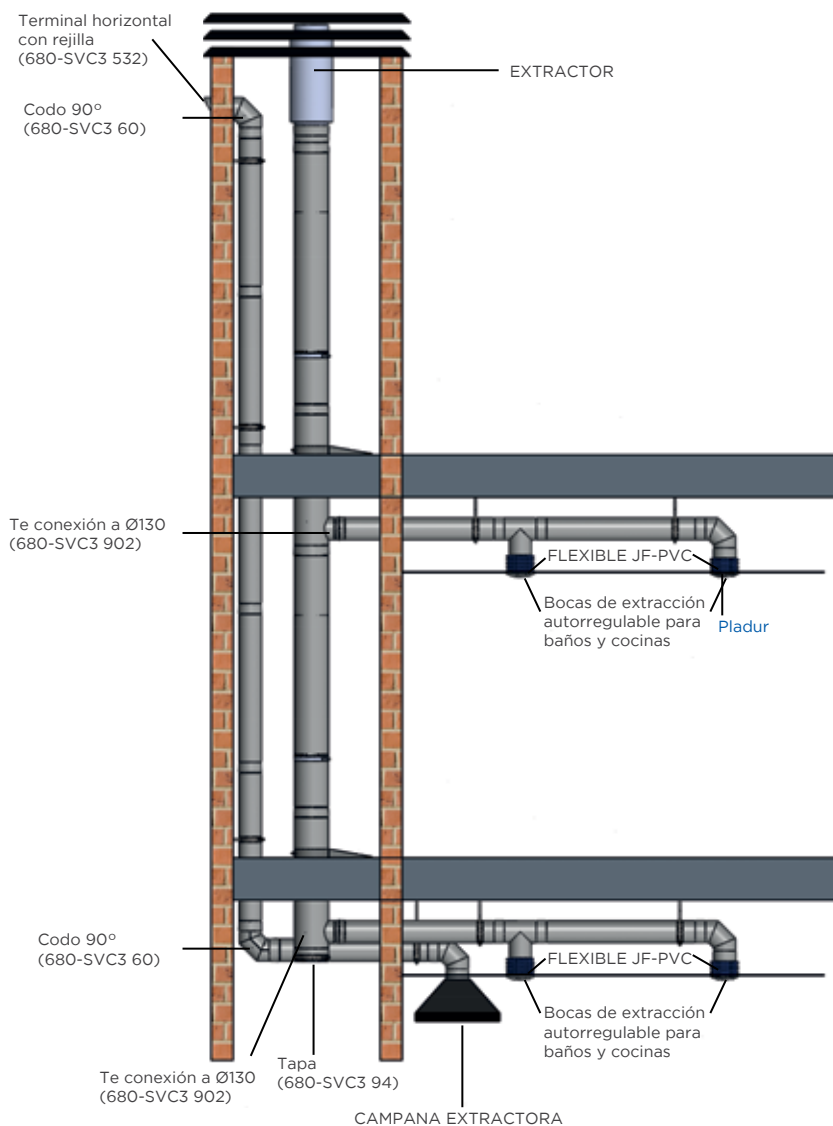 Terminal horizontal
con rejilla
(680-SVC3 532)
EXTRACTOR
Codo 90º
(680-SVC3 60)
Te conexión a Ø130
(680-SVC3 902)
FLEXIBLE JF-PVC
Bocas de extracción
autorregulable para
baños y cocinas
Pladur
Codo 90º
(680-SVC3 60)
FLEXIBLE JF-PVC
Bocas de extracción
autorregulable para
baños y cocinas
Te conexión a Ø130
(680-SVC3 902)
Tapa
(680-SVC3 94)
CAMPANA EXTRACTORA